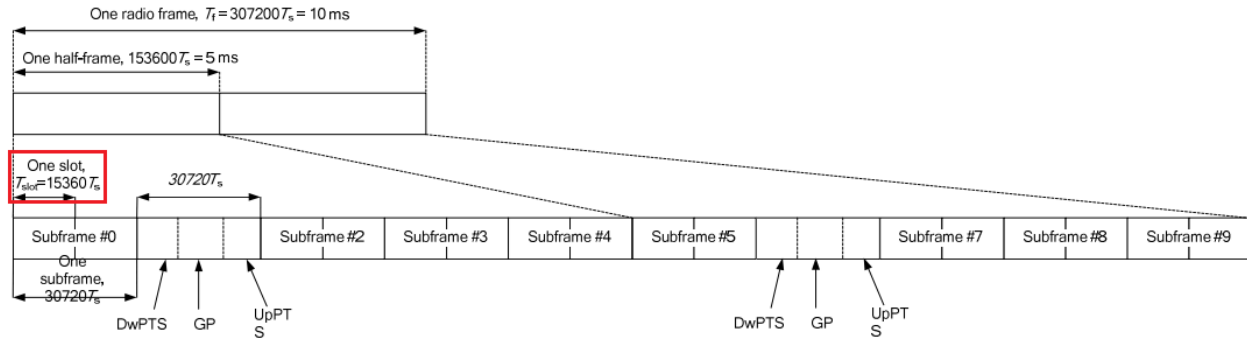 One radio frame, Tf = 307200Ts = 10 ms
One half-frame, 153600Ts = 5 ms
One slot,
Tslot=15360Ts
30720Ts
Subframe #0
Subframe #2
Subframe #3
Subframe #4
Subframe #5
Subframe #7
Subframe #8
Subframe #9
One
subframe,
30720Ts
DwPTS
GP
UpPT
S
DwPTS
GP
UpPT
S